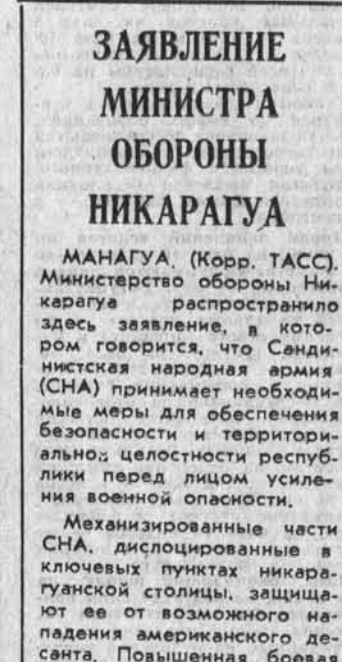 ЗАЯВЛЕНИЕ
МИНИСТРА
ОБОРОНЫ
НИКАРАГУА
МАНАГУА, (Корр. ТАСС).
Министерство обороны Ни-
карагуа распространило
здесь заявление, в кото-
ром говорится, что Санди-
нистская народная армия
(СНА) принимает необходи-
мые меры для обеспечения
безопасности и территори-
альной целостности респуб-
лики перед лицом усиле-
ния военной опасности.
Механизированные части
СНА, дислоцированные в
ключевых пунктах никара-
гуанской столицы, защища-
ют ее от возможного на-
падения американского де-
санта. Повышенная боевая